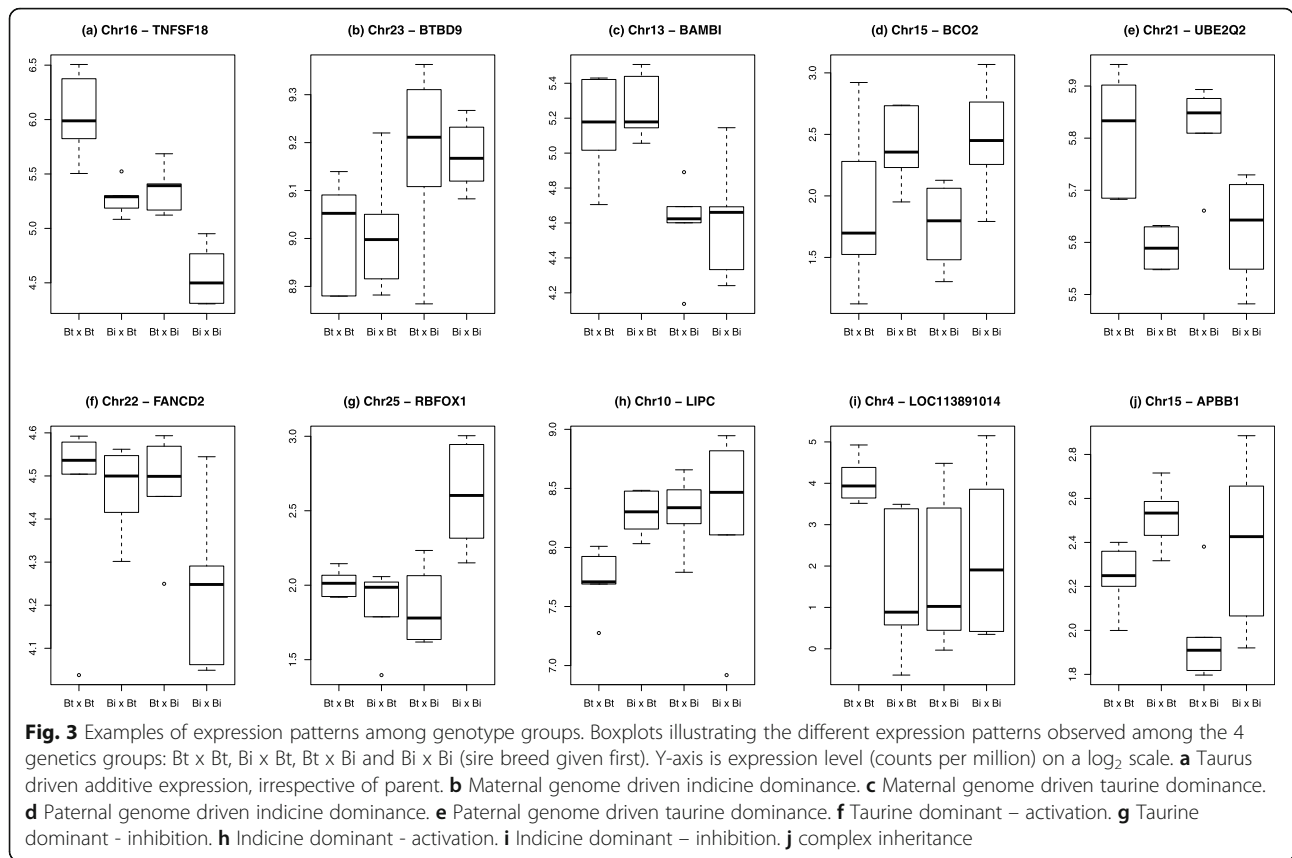 (a) Chr16 – TNFSF18
(b) Chr23 – BTBD9
(c) Chr13 – BAMBI
(d) Chr15 – BCO2
(e) Chr21 – UBE2Q2
6.5
6.0
5.5
5.0
4.5
Bt x Bt
Bi x Bt
Bt x Bi
Bi x Bi
9.3
9.2
9.1
9.0
8.9
Bt x Bt
Bi x Bt
Bt x Bi
Bi x Bi
5.4
5.2
5.0
4.8
4.6
4.4
4.2
Bt x Bt
Bi x Bt
Bt x Bi
Bi x Bi
3.0
2.5
2.0
1.5
Bt x Bt
Bi x Bt
Bt x Bi
Bi x Bi
5.9
5.8
5.7
5.6
5.5
Bt x Bt
Bi x Bt
Bt x Bi
Bi x Bi
(f) Chr22 – FANCD2
(g) Chr25 – RBFOX1
(h) Chr10 – LIPC
(i) Chr4 – LOC113891014
(j) Chr15 – APBB1
4.6
4.5
4.4
4.3
4.2
4.1
Bt x Bt
Bi x Bt
Bt x Bi
Bi x Bi
3.0
2.5
2.0
1.5
Bt x Bt
Bi x Bt
Bt x Bi
Bi x Bi
9.0
8.5
8.0
7.5
7.0
Bt x Bt
Bi x Bt
Bt x Bi
Bi x Bi
5
4
3
2
1
0
Bt x Bt
Bi x Bt
Bt x Bi
Bi x Bi
2.8
2.6
2.4
2.2
2.0
1.8
Bt x Bt
Bi x Bt
Bt x Bi
Bi x Bi
Fig. 3 Examples of expression patterns among genotype groups. Boxplots illustrating the different expression patterns observed among the 4
genetics groups: Bt x Bt, Bi x Bt, Bt x Bi and Bi x Bi (sire breed given first). Y-axis is expression level (counts per million) on a log₂ scale. a Taurus
driven additive expression, irrespective of parent. b Maternal genome driven indicine dominance. c Maternal genome driven taurine dominance.
d Paternal genome driven indicine dominance. e Paternal genome driven taurine dominance. f Taurine dominant – activation. g Taurine
dominant - inhibition. h Indicine dominant - activation. i Indicine dominant – inhibition. j complex inheritance